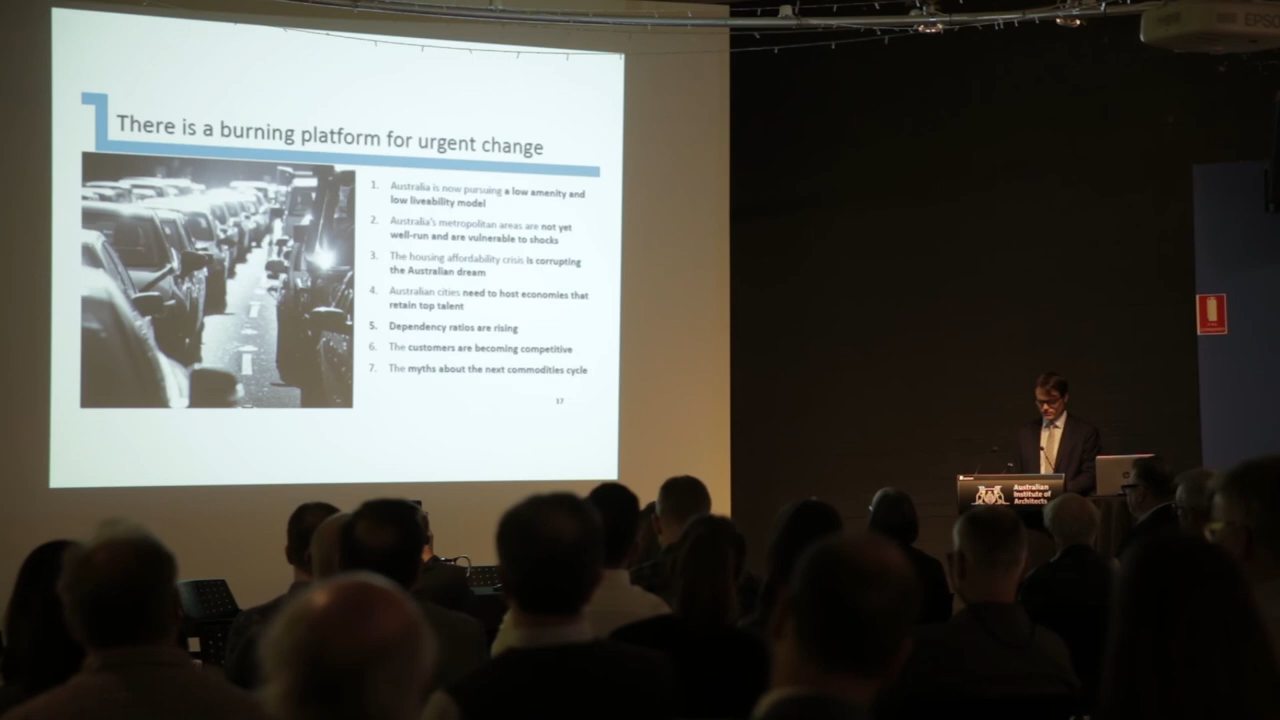 EPSON
There is a burning platform for urgent change
1. Australia is now pursuing a low amenity and
low liveability model
2. Australia's metropolitan areas are not yet
well-run and are vulnerable to shocks
3. The housing affordability crisis is corrupting
the Australian dream
4. Australian cities need to host economies that
retain top talent
5. Dependency ratios are rising
6. The customers are becoming competitive
7. The myths about the next commodities cycle
17
Australian
Institute of
Architects